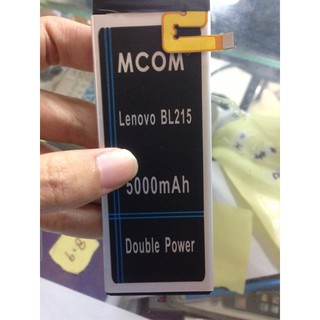 MCOM
Lenovo BL215
5000mAh
Double Power